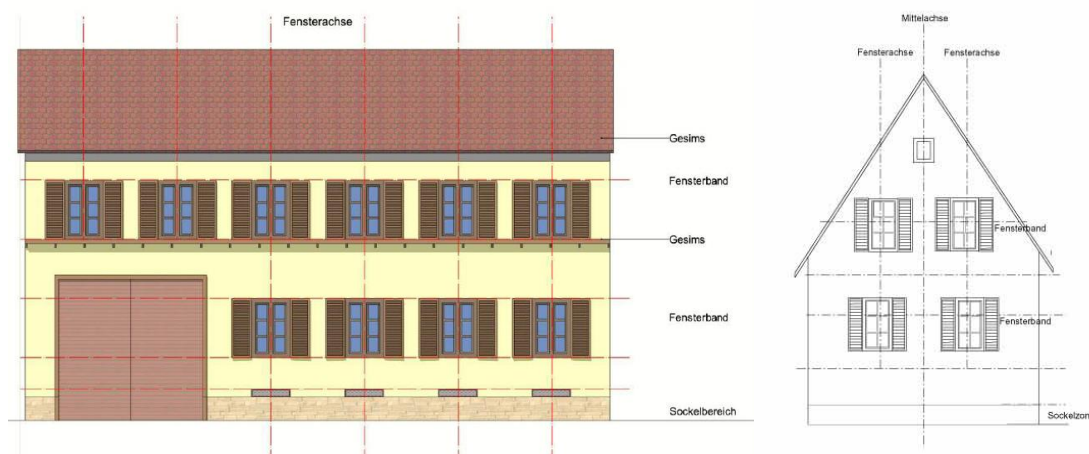 Fensterachse
Gesims
Fensterband
Gesims
Fensterband
Sockelbereich
Mittelachse
Fensterachse Fensterachse
Fensterband
Fensterband
Sockelzon